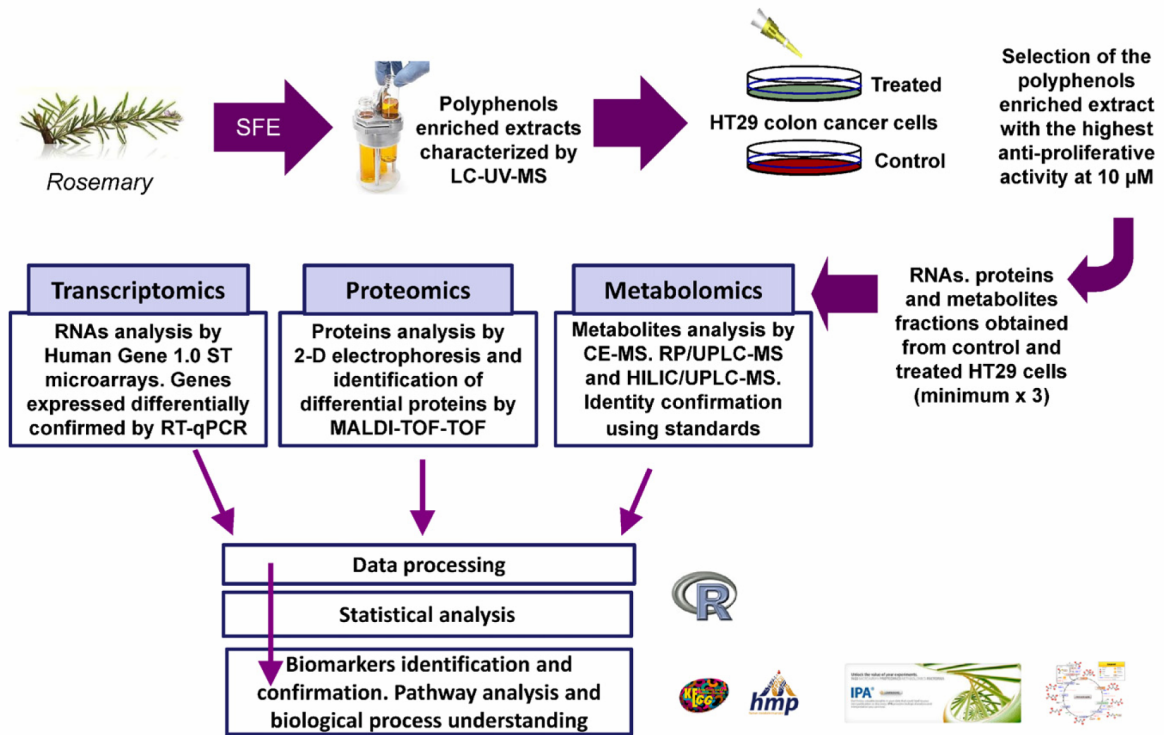 Rosemary
SFE
Polyphenols
enriched extracts
characterized by
LC-UV-MS
Treated
HT29 colon cancer cells
Control
Selection of the
polyphenols
enriched extract
with the highest
anti-proliferative
activity at 10 µM
RNAs. proteins
and metabolites
fractions obtained
from control and
treated HT29 cells
(minimum x 3)
Transcriptomics
RNAs analysis by
Human Gene 1.0 ST
microarrays. Genes
expressed differentially
confirmed by RT-qPCR
Proteomics
Proteins analysis by
2-D electrophoresis and
identification of
differential proteins by
MALDI-TOF-TOF
Metabolomics
Metabolites analysis by
CE-MS. RP/UPLC-MS
and HILIC/UPLC-MS.
Identity confirmation
using standards
Data processing
Statistical analysis
R
Biomarkers identification and
confirmation. Pathway analysis and
biological process understanding
KEGG
hmp
IPA